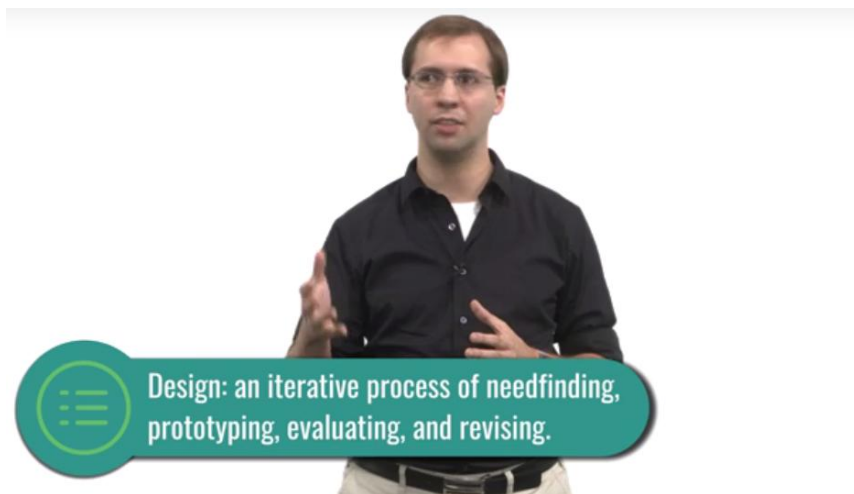 Design: an iterative process of needfinding,
prototyping, evaluating, and revising.